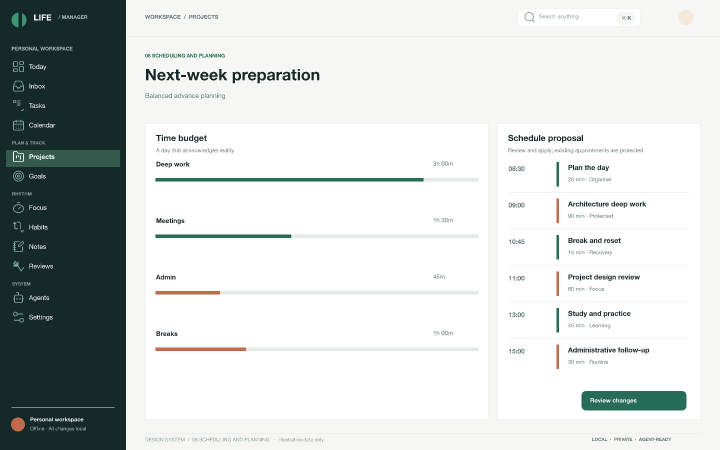 LIFE / MANAGER
PERSONAL WORKSPACE
Today
Inbox
Tasks
Calendar
PLAN & TRACK
Projects
Goals
RHYTHM
Focus
Habits
Notes
Reviews
SYSTEM
Agents
Settings
Personal workspace
Offline · All changes local
WORKSPACE / PROJECTS
Search anything...
⌘ K
08 SCHEDULING AND PLANNING
Next-week preparation
Balanced advance planning
Time budget
A day that acknowledges reality
Deep work 3h 00m
Meetings 1h 30m
Admin 45m
Breaks 1h 00m
Schedule proposal
Review and apply; existing appointments are protected
08:30 Plan the day
20 min · Organise
09:00 Architecture deep work
90 min · Protected
10:45 Break and reset
15 min · Recovery
11:00 Project design review
60 min · Focus
13:00 Study and practice
45 min · Learning
15:00 Administrative follow-up
30 min · Routine
Review changes
DESIGN SYSTEM / 08 SCHEDULING AND PLANNING · Illustrative data only
LOCAL · PRIVATE · AGENT-READY